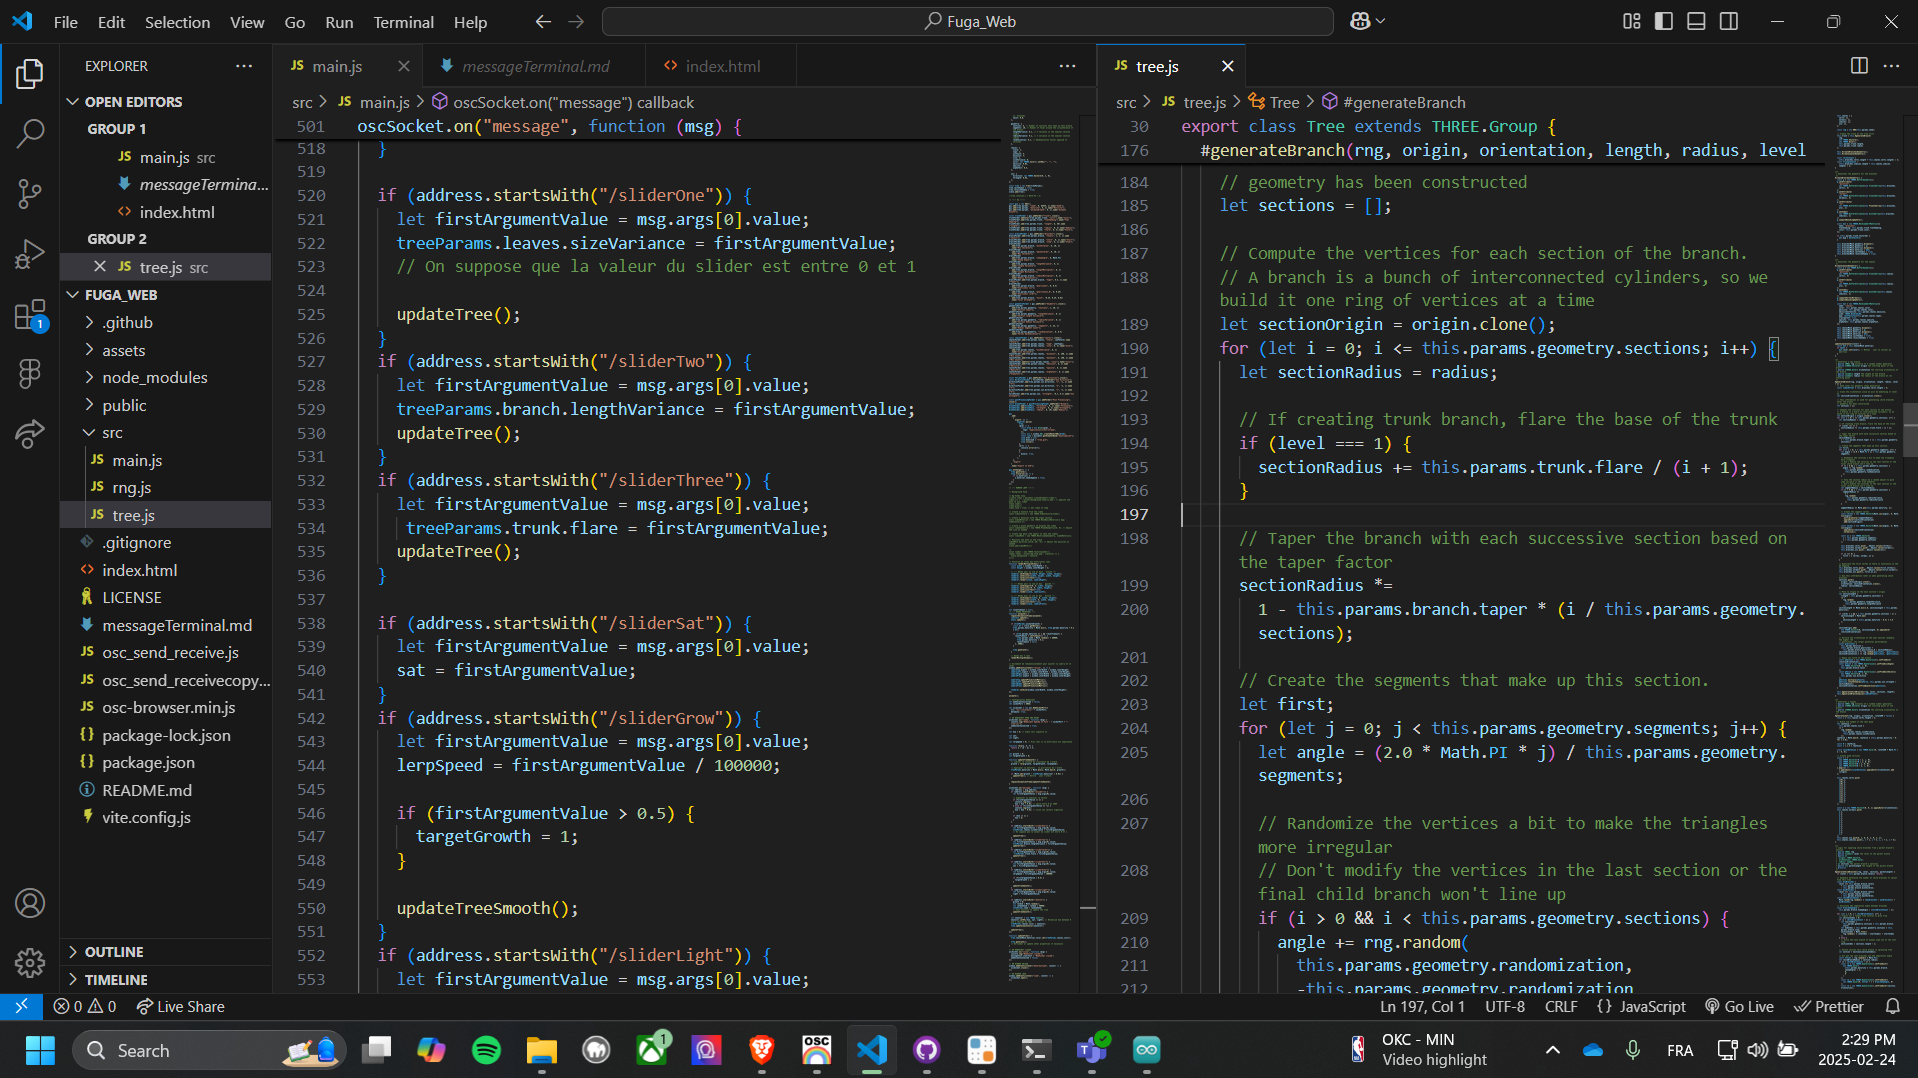 File Edit Selection View Go Run Terminal Help
Fuga_Web
EXPLORER
OPEN EDITORS
GROUP 1
JS main.js src
messageTermina...
index.html
GROUP 2
JS tree.js src
FUGA_WEB
.github
assets
node_modules
public
src
JS main.js
JS rng.js
JS tree.js
.gitignore
index.html
LICENSE
messageTerminal.md
JS osc_send_receive.js
JS osc_send_receivecopy...
JS osc-browser.min.js
{} package-lock.json
{} package.json
README.md
vite.config.js
OUTLINE
TIMELINE
1
JS main.js
messageTerminal.md
index.html
src > JS main.js > oscSocket.on("message") callback
501 oscSocket.on("message", function (msg) {
518 }
519
520 if (address.startsWith("/sliderOne")) {
521 let firstArgumentValue = msg.args[0].value;
522 treeParams.leaves.sizeVariance = firstArgumentValue;
523 // On suppose que la valeur du slider est entre 0 et 1
524
525 updateTree();
526 }
527 if (address.startsWith("/sliderTwo")) {
528 let firstArgumentValue = msg.args[0].value;
529 treeParams.branch.lengthVariance = firstArgumentValue;
530 updateTree();
531 }
532 if (address.startsWith("/sliderThree")) {
533 let firstArgumentValue = msg.args[0].value;
534 treeParams.trunk.flare = firstArgumentValue;
535 updateTree();
536 }
537
538 if (address.startsWith("/sliderSat")) {
539 let firstArgumentValue = msg.args[0].value;
540 sat = firstArgumentValue;
541 }
542 if (address.startsWith("/sliderGrow")) {
543 let firstArgumentValue = msg.args[0].value;
544 lerpSpeed = firstArgumentValue / 100000;
545
546 if (firstArgumentValue > 0.5) {
547 targetGrowth = 1;
548 }
549
550 updateTreeSmooth();
551 }
552 if (address.startsWith("/sliderLight")) {
553 let firstArgumentValue = msg.args[0].value;
JS tree.js
src > JS tree.js > Tree > #generateBranch
30 export class Tree extends THREE.Group {
176 #generateBranch(rng, origin, orientation, length, radius, level
184 // geometry has been constructed
185 let sections = [];
186
187 // Compute the vertices for each section of the branch.
188 // A branch is a bunch of interconnected cylinders, so we
build it one ring of vertices at a time
189 let sectionOrigin = origin.clone();
190 for (let i = 0; i <= this.params.geometry.sections; i++) {
191 let sectionRadius = radius;
192
193 // If creating trunk branch, flare the base of the trunk
194 if (level === 1) {
195 sectionRadius += this.params.trunk.flare / (i + 1);
196 }
197
198 // Taper the branch with each successive section based on
the taper factor
199 sectionRadius *=
200 1 - this.params.branch.taper * (i / this.params.geometry.
sections);
201
202 // Create the segments that make up this section.
203 let first;
204 for (let j = 0; j < this.params.geometry.segments; j++) {
205 let angle = (2.0 * Math.PI * j) / this.params.geometry.
segments;
206
207 // Randomize the vertices a bit to make the triangles
more irregular
208 // Don't modify the vertices in the last section or the
final child branch won't line up
209 if (i > 0 && i < this.params.geometry.sections) {
210 angle += rng.random(
211 this.params.geometry.randomization,
212 -this.params.geometry.randomization
0 0 Live Share
Ln 197, Col 1 UTF-8 CRLF {} JavaScript Go Live Prettier
Search
1
OSC
OKC - MIN
Video highlight
FRA
2:29 PM
2025-02-24